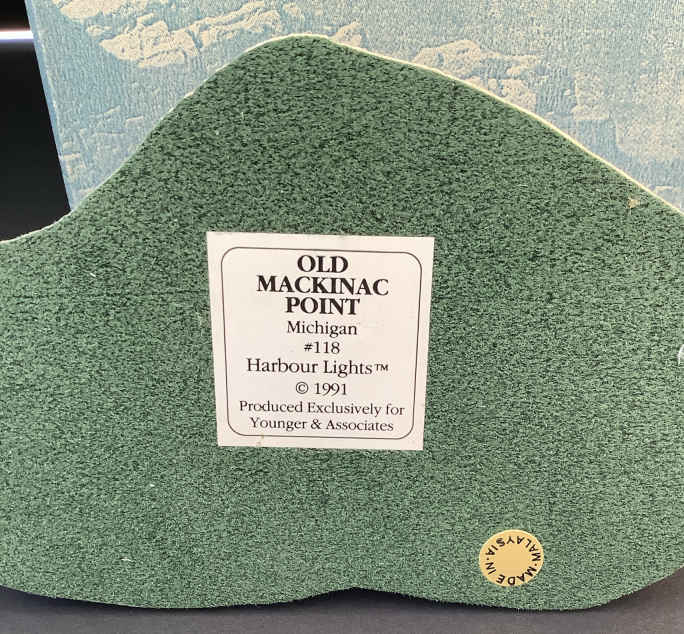 OLD
MACKINAC
POINT
Michigan
#118
Harbour Lights™
© 1991
Produced Exclusively for
Younger & Associates
MADE IN MALAYSIA